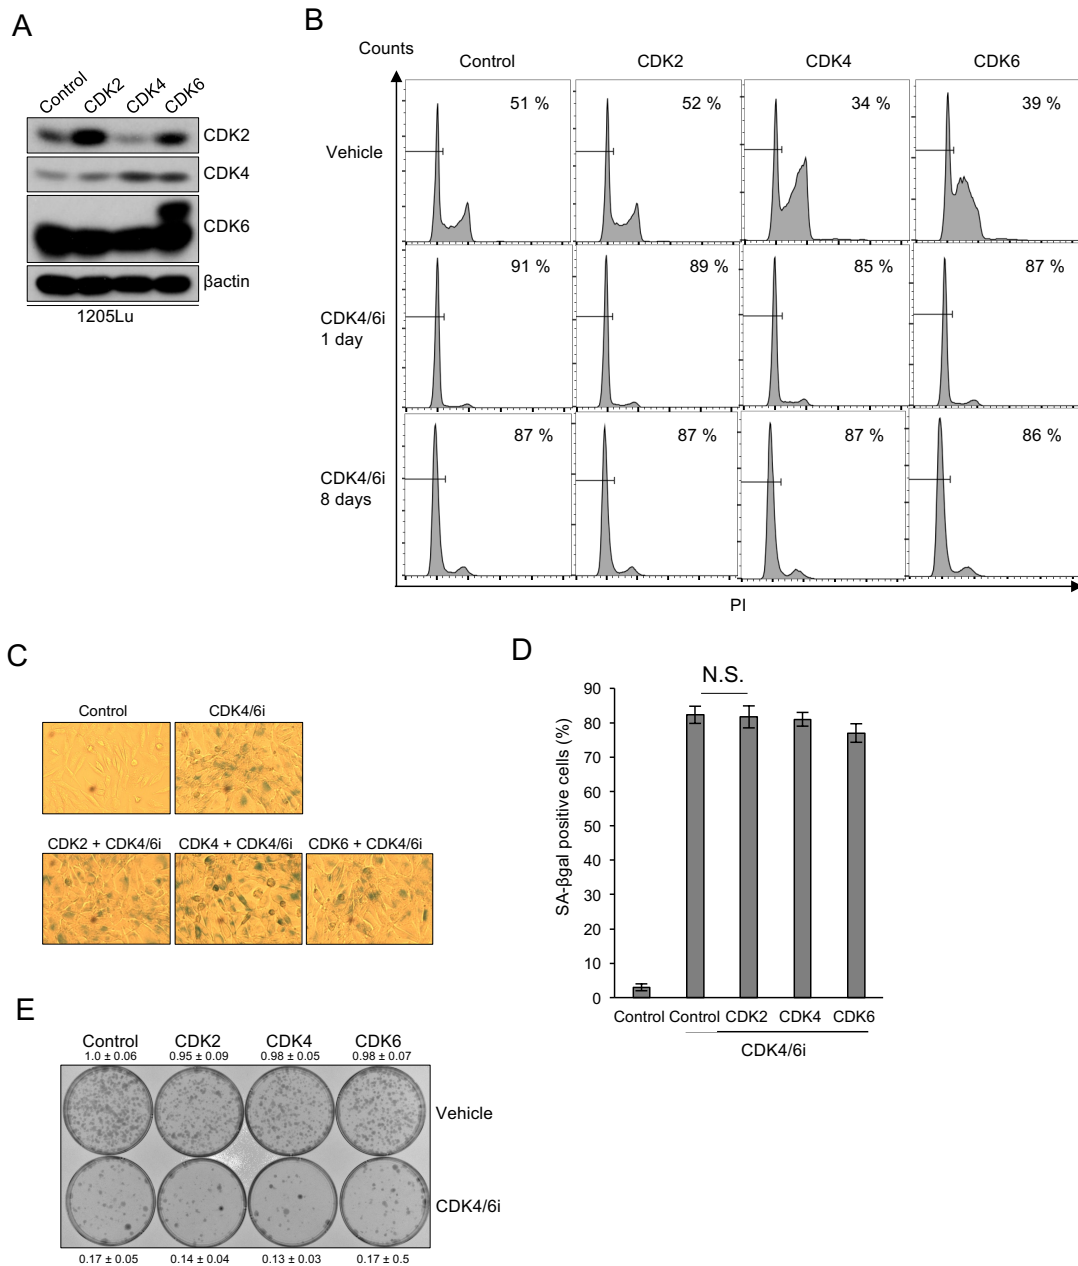 A
Control
CDK2
CDK4
CDK6
CDK2
CDK4
CDK6
βactin
1205Lu
B
Counts
Control
CDK2
CDK4
CDK6
Vehicle
51 %
52 %
34 %
39 %
CDK4/6i
1 day
91 %
89 %
85 %
87 %
CDK4/6i
8 days
87 %
87 %
87 %
86 %
PI
C
Control
CDK4/6i
CDK2 + CDK4/6i
CDK4 + CDK4/6i
CDK6 + CDK4/6i
D
N.S.
SA-βgal positive cells (%)
90
80
70
60
50
40
30
20
10
0
Control
Control
CDK2
CDK4
CDK6
CDK4/6i
E
Control
CDK2
CDK4
CDK6
1.0 ± 0.06
0.95 ± 0.09
0.98 ± 0.05
0.98 ± 0.07
Vehicle
CDK4/6i
0.17 ± 0.05
0.14 ± 0.04
0.13 ± 0.03
0.17 ± 0.5